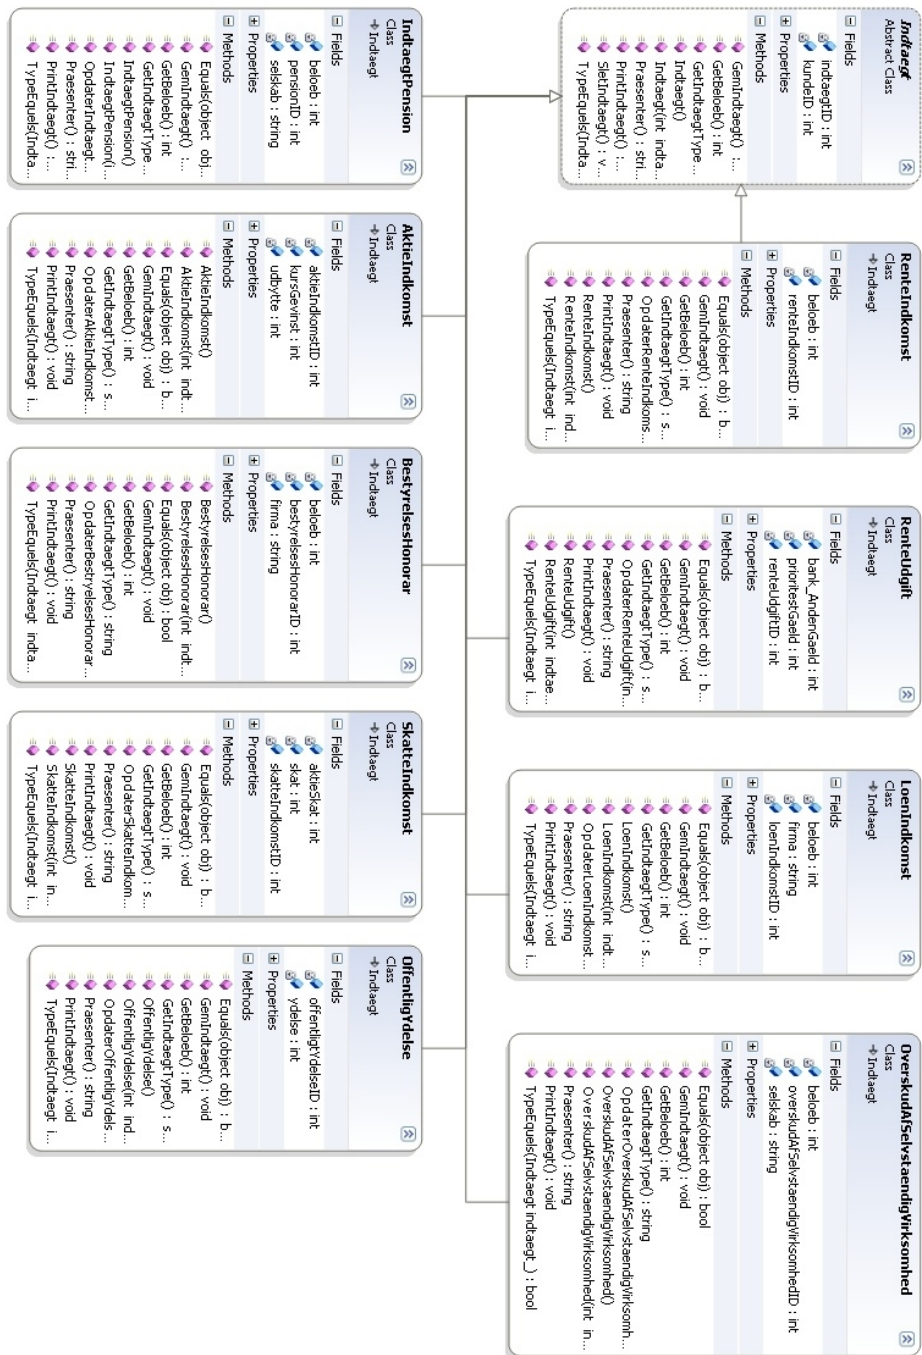 Indtaegt
Abstract Class
Fields
indtaegtID : int
kundeID : int
Properties
Methods
GemIndtaegt() :...
GetBeloeb() : int
GetIndtaegtType...
Indtaegt()
Indtaegt(int indta...
Praesenter() : stri...
PrintIndtaegt() :...
SletIndtaegt() : v...
TypeEquals(Indta...
RenteIndkomst
Class
Indtaegt
Fields
beloeb : int
renteIndkomstID : int
Properties
Methods
Equals(object obj) : b...
GemIndtaegt() : void
GetBeloeb() : int
GetIndtaegtType() : s...
OpdaterRenteIndkoms...
Praesenter() : string
PrintIndtaegt() : void
RenteIndkomst()
RenteIndkomst(int ind...
TypeEquals(Indtaegt i...
RenteUdgift
Class
Indtaegt
Fields
bank_AndenGaeld : int
prioritesGaeld : int
renteUdgiftID : int
Properties
Methods
Equals(object obj) : b...
GemIndtaegt() : void
GetBeloeb() : int
GetIndtaegtType() : s...
OpdaterRenteUdgift(in...
Praesenter() : string
PrintIndtaegt() : void
RenteUdgift()
RenteUdgift(int indtae...
TypeEquals(Indtaegt i...
LoenIndkomst
Class
Indtaegt
Fields
beloeb : int
firma : string
loenIndkomstID : int
Properties
Methods
Equals(object obj) : b...
GemIndtaegt() : void
GetBeloeb() : int
GetIndtaegtType() : s...
LoenIndkomst()
LoenIndkomst(int indt...
OpdaterLoenIndkomst...
Praesenter() : string
PrintIndtaegt() : void
TypeEquals(Indtaegt i...
OverskudAfSelvstaendigVirksomhed
Class
Indtaegt
Fields
beloeb : int
overskudAfSelvstaendigVirksomhedID : int
selskab : string
Properties
Methods
Equals(object obj) : bool
GemIndtaegt() : void
GetBeloeb() : int
GetIndtaegtType() : string
OpdaterOverskudAfSelvstaendigVirksomh...
OverskudAfSelvstaendigVirksomhed()
OverskudAfSelvstaendigVirksomhed(int in...
Praesenter() : string
PrintIndtaegt() : void
TypeEquals(Indtaegt indtaegt_) : bool
IndtaegtPension
Class
Indtaegt
Fields
beloeb : int
pensionID : int
selskab : string
Properties
Methods
Equals(object obj...
GemIndtaegt() :...
GetBeloeb() : int
GetIndtaegtType...
IndtaegtPension()
IndtaegtPension(i...
OpdaterIndtaegt...
Praesenter() : stri...
PrintIndtaegt() :...
TypeEquals(Indta...
AktieIndkomst
Class
Indtaegt
Fields
aktieIndkomstID : int
kursGevinst : int
udbytte : int
Properties
Methods
AktieIndkomst()
AktieIndkomst(int indt...
Equals(object obj) : b...
GemIndtaegt() : void
GetBeloeb() : int
GetIndtaegtType() : s...
OpdaterAktieIndkomst...
Praesenter() : string
PrintIndtaegt() : void
TypeEquals(Indtaegt i...
BestyrelsesHonorar
Class
Indtaegt
Fields
beloeb : int
bestyrelsesHonorarID : int
firma : string
Properties
Methods
BestyrelsesHonorar()
BestyrelsesHonorar(int indt...
Equals(object obj) : bool
GemIndtaegt() : void
GetBeloeb() : int
GetIndtaegtType() : string
OpdaterBestryelsesHonorar...
Praesenter() : string
PrintIndtaegt() : void
TypeEquals(Indtaegt indta...
SkatteIndkomst
Class
Indtaegt
Fields
aktieSkat : int
skat : int
skatteIndkomstID : int
Properties
Methods
Equals(object obj) : b...
GemIndtaegt() : void
GetBeloeb() : int
GetIndtaegtType() : s...
OpdaterSkatteIndkom...
Praesenter() : string
PrintIndtaegt() : void
SkatteIndkomst()
SkatteIndkomst(int in...
TypeEquals(Indtaegt i...
OffentligYdelse
Class
Indtaegt
Fields
offentligYdelseID : int
ydelse : int
Properties
Methods
Equals(object obj) : b...
GemIndtaegt() : void
GetBeloeb() : int
GetIndtaegtType() : s...
OffentligYdelse()
OffentligYdelse(int ind...
OpdaterOffentligYdels...
Praesenter() : string
PrintIndtaegt() : void
TypeEquals(Indtaegt i...